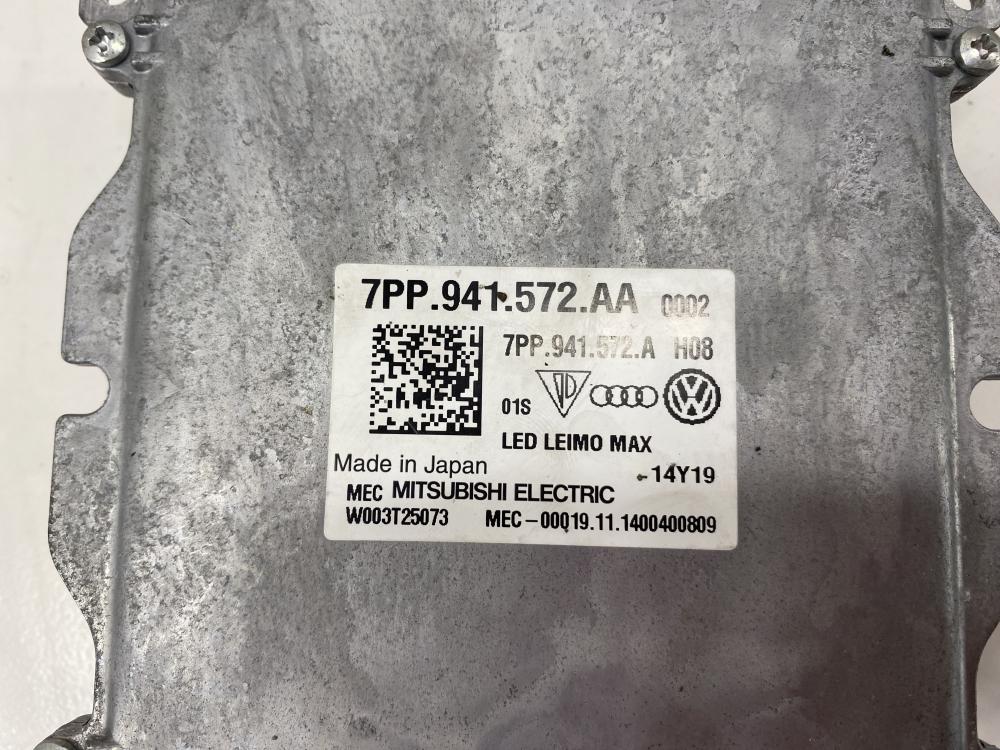 7PP.941.572.AA 0002
7PP.941.572.A H08
01S
LED LEIMO MAX
Made in Japan 14Y19
MEC MITSUBISHI ELECTRIC
W003T25073 MEC-00019.11.1400400809